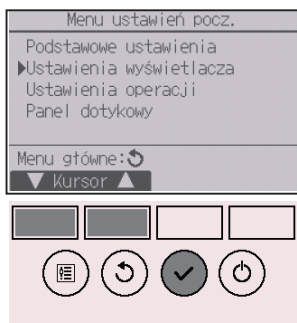 Menu ustawień pocz.
Podstawowe ustawienia
▶Ustawienia wyświetlacza
Ustawienia operacji
Panel dotykowy
Menu główne:
▼ Kursor ▲